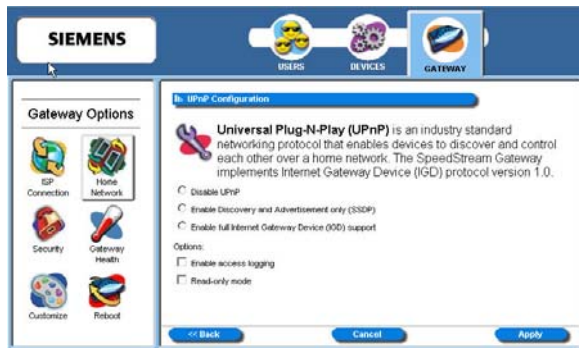 SIEMENS
USERS
DEVICES
GATEWAY
Gateway Options
ISP
Connection
Home
Network
Security
Gateway
Health
Customize
Reboot
UPnP Configuration
Universal Plug-N-Play (UPnP) is an industry standard
networking protocol that enables devices to discover and control
each other over a home network. The SpeedStream Gateway
implements Internet Gateway Device (IGD) protocol version 1.0.
Disable UPnP
Enable Discovery and Advertisement only (SSDP)
Enable full Internet Gateway Device (IGD) support
Options:
Enable access logging
Read-only mode
<< Back
Cancel
Apply